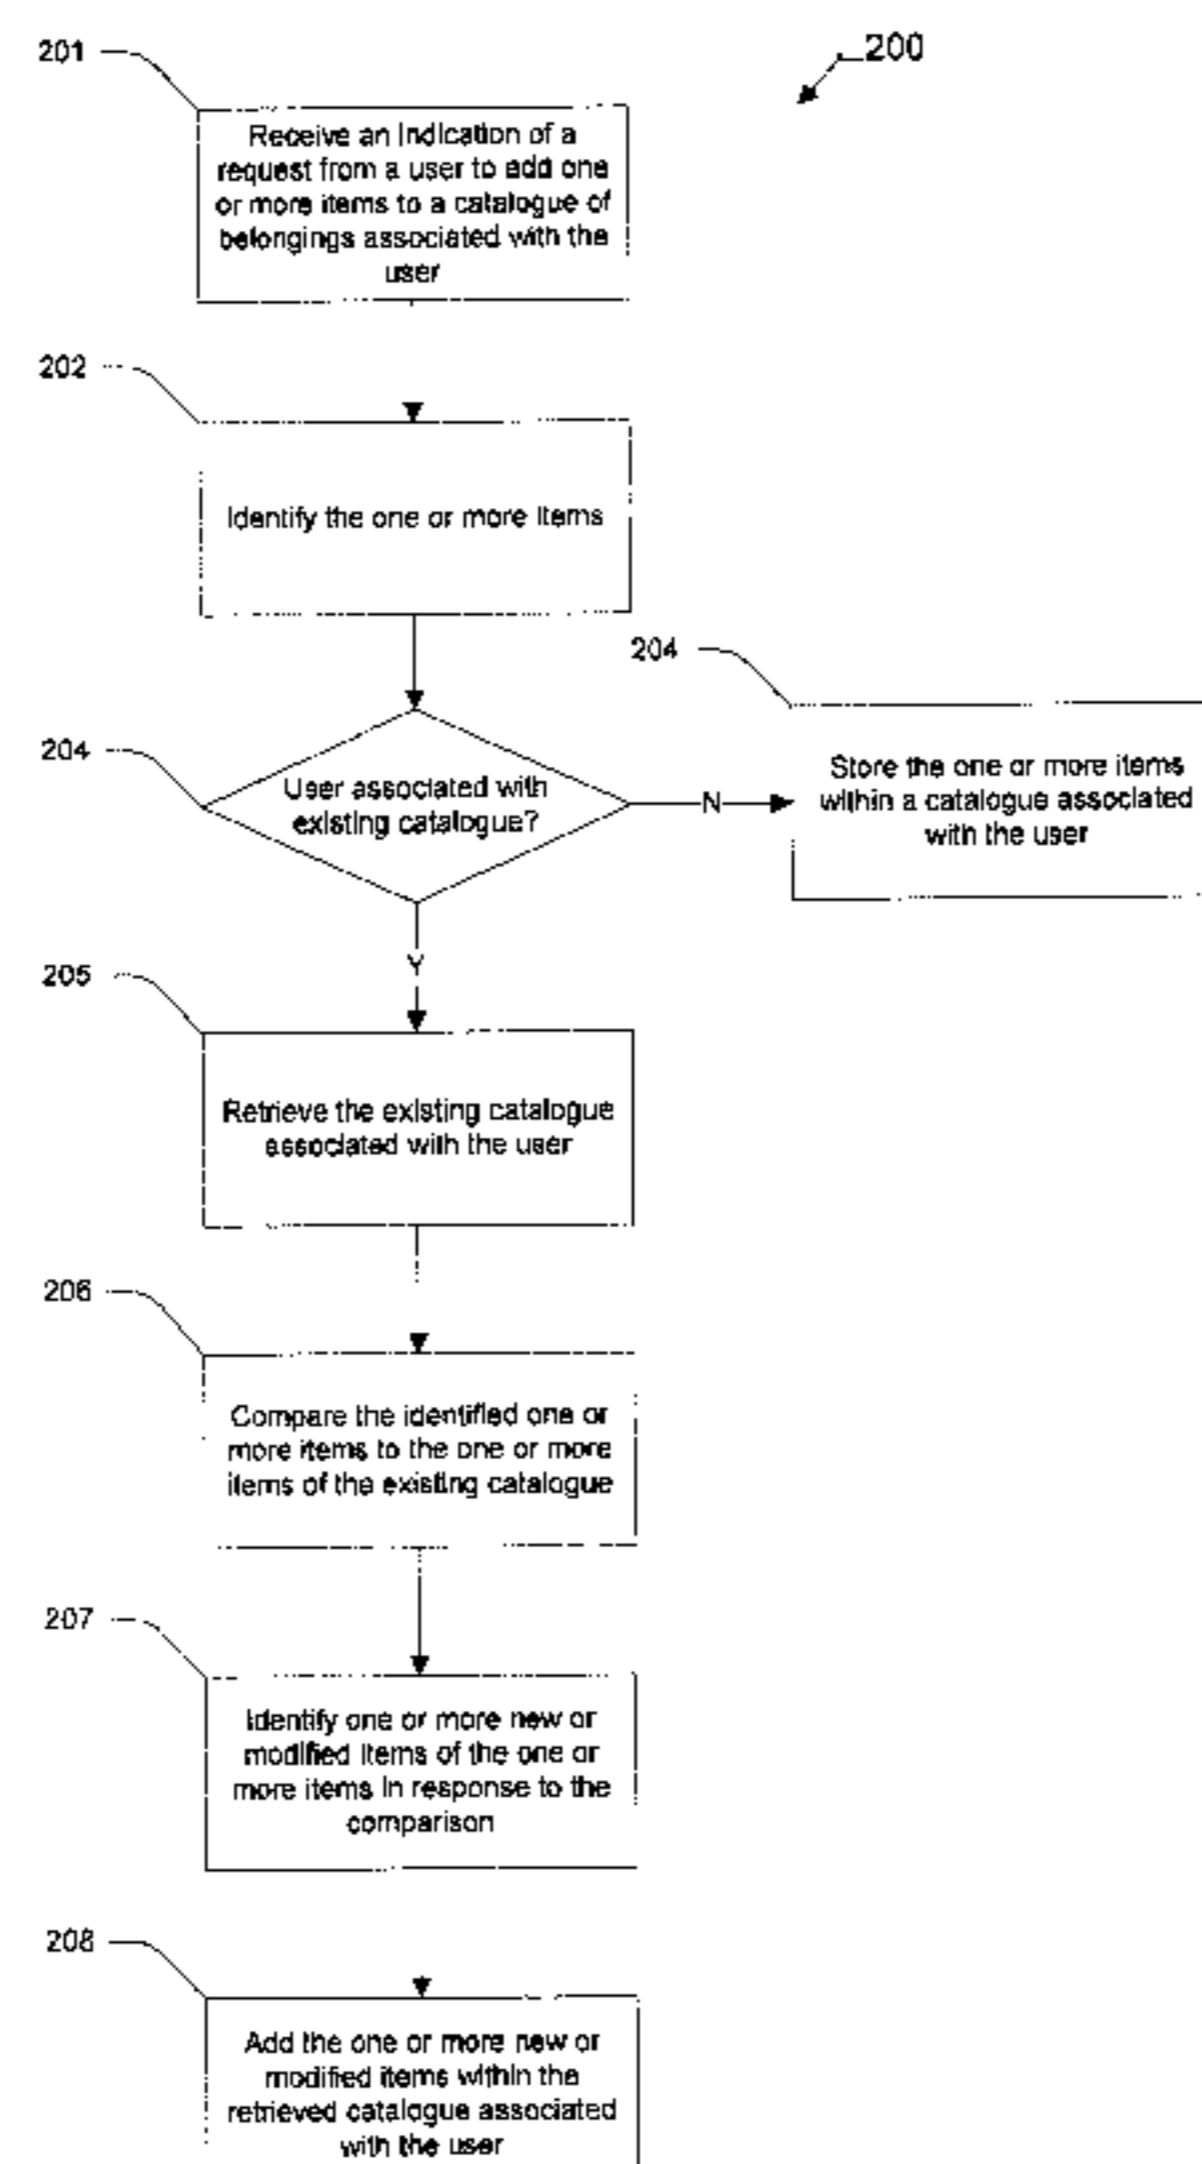 201
200
Receive an indication of a
request from a user to add one
or more items to a catalogue of
belongings associated with the
user
202
Identify the one or more items
204
204
User associated with
existing catalogue?
N
Store the one or more items
within a catalogue associated
with the user
Y
205
Retrieve the existing catalogue
associated with the user
206
Compare the identified one or
more items to the one or more
items of the existing catalogue
207
Identify one or more new or
modified items of the one or
more items in response to the
comparison
208
Add the one or more new or
modified items within the
retrieved catalogue associated
with the user